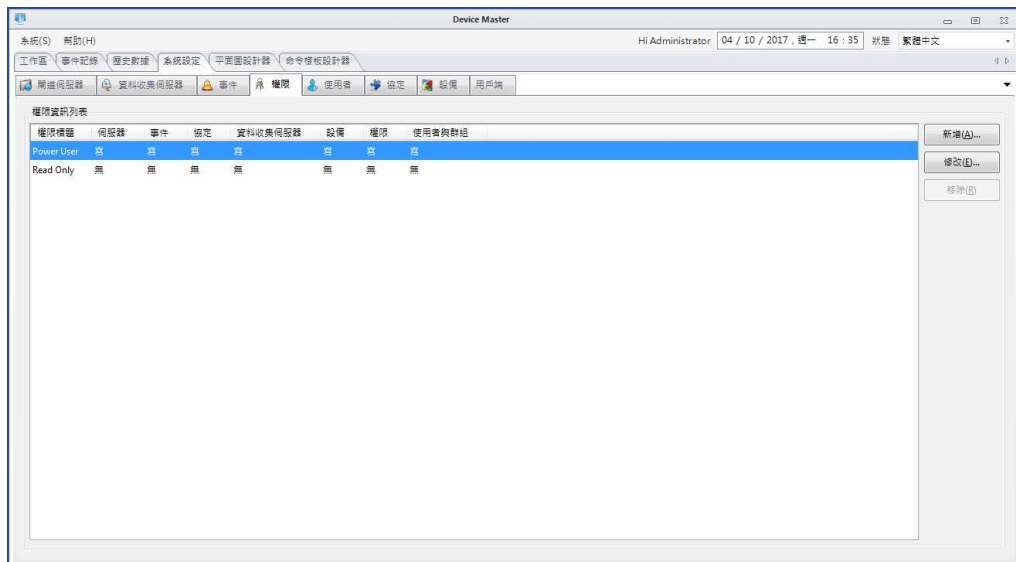 Device Master
系統(S) 幫助(H) Hi Administrator 04 / 10 / 2017 , 週一 16 : 35 狀態 繁體中文
工作區 事件記錄 歷史數據 系統設定 平面圖設計器 命令樣板設計器
閘道伺服器 資料收集伺服器 事件 權限 使用者 協定 設備 用戶端
權限資訊列表
權限標題 伺服器 事件 協定 資料收集伺服器 設備 權限 使用者與群組
Power User 寫 寫 寫 寫 寫 寫 寫
Read Only 無 無 無 無 無 無 無
新增(A)...
修改(E)...
移除(R)